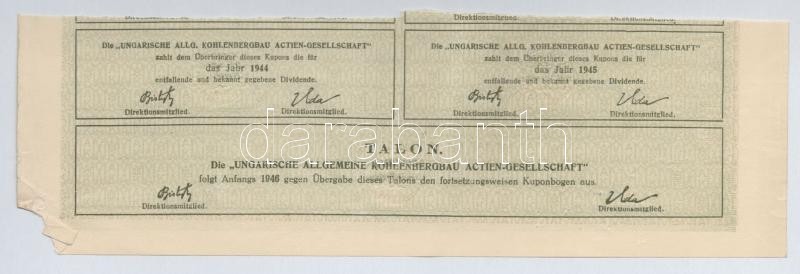 Direktionsmitglied.
Direktionsmitglied.
Die „UNGARISCHE ALLG. KOHLENBERGBAU ACTIEN-GESELLSCHAFT"
zahlt dem Überbringer dieses Kupons die für
das Jahr 1944
entfallende und bekannt gegebene Dividende.
Direktionsmitglied.
Direktionsmitglied.
Die „UNGARISCHE ALLG. KOHLENBERGBAU ACTIEN-GESELLSCHAFT"
zahlt dem Überbringer dieses Kupons die für
das Jahr 1945
entfallende und bekannt gegebene Dividende.
Direktionsmitglied.
Direktionsmitglied.
darabanth
TALON.
Die „UNGARISCHE ALLGEMEINE KOHLENBERGBAU ACTIEN-GESELLSCHAFT"
folgt Anfangs 1946 gegen Übergabe dieses Talons den fortsetzungsweisen Kuponbogen aus.
Direktionsmitglied.
Direktionsmitglied.